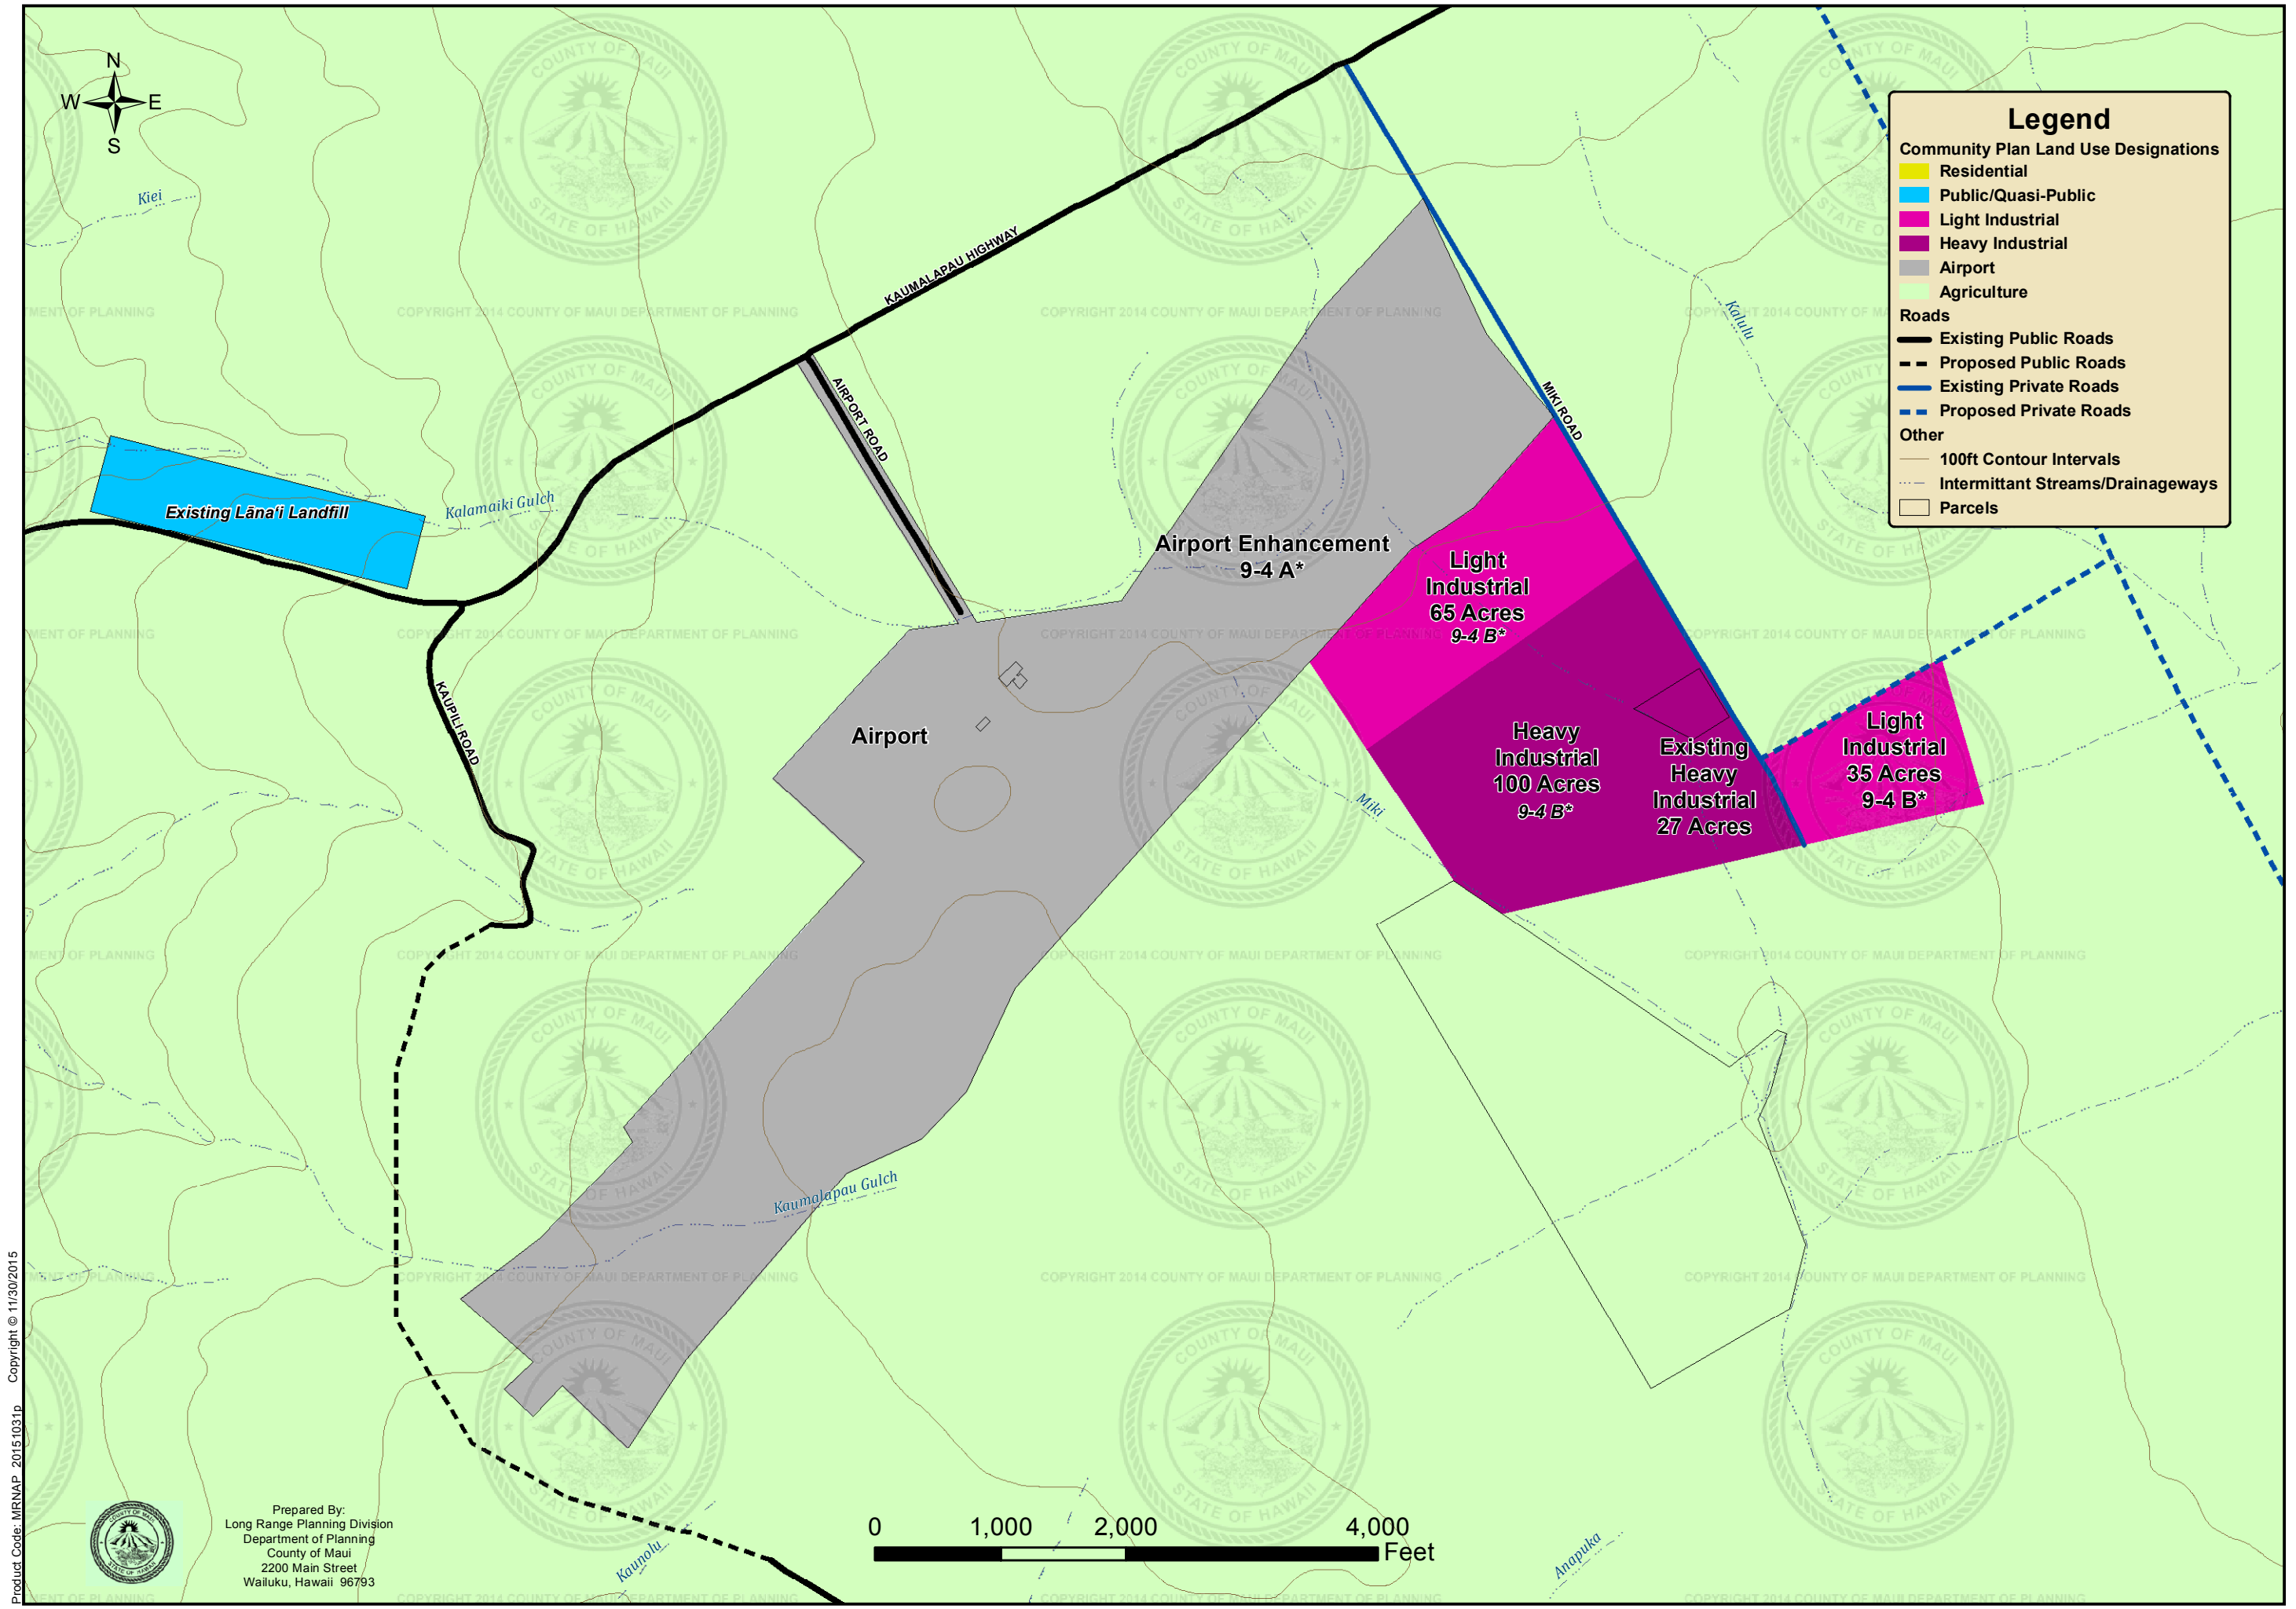 N
W E
S
Kiei
Legend
Community Plan Land Use Designations
Residential
Public/Quasi-Public
Light Industrial
Heavy Industrial
Airport
Agriculture
Roads
Existing Public Roads
Proposed Public Roads
Existing Private Roads
Proposed Private Roads
Other
100ft Contour Intervals
Intermittant Streams/Drainageways
Parcels
KAUMALAPAU HIGHWAY
Kalulu
AIRPORT ROAD
MIKI ROAD
Existing Lāna‘i Landfill
Kalamaiki Gulch
Airport Enhancement
9-4 A*
Light
Industrial
65 Acres
9-4 B*
KAUPILI ROAD
Airport
Heavy
Industrial
100 Acres
9-4 B*
Existing
Heavy
Industrial
27 Acres
Light
Industrial
35 Acres
9-4 B*
Miki
Kaumalapau Gulch
Kaunolu
Anapuka
0 1,000 2,000 4,000
Feet
Prepared By:
Long Range Planning Division
Department of Planning
County of Maui
2200 Main Street
Wailuku, Hawaii 96793
Product Code: MRNAP_20151031p Copyright © 11/30/2015
COUNTY OF MAUI
STATE OF HAWAII
COPYRIGHT 2014 COUNTY OF MAUI DEPARTMENT OF PLANNING